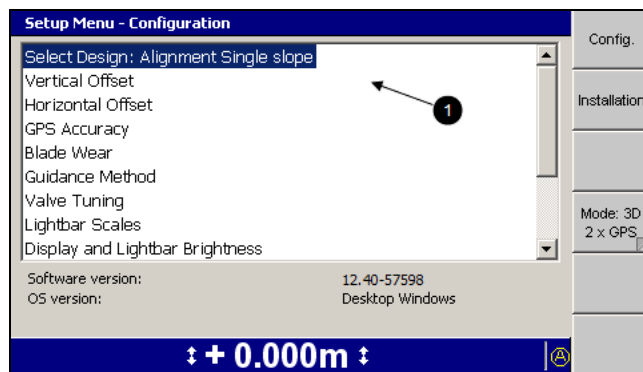 Setup Menu - Configuration
Select Design: Alignment Single slope
Vertical Offset
Horizontal Offset
GPS Accuracy
Blade Wear
Guidance Method
Valve Tuning
Lightbar Scales
Display and Lightbar Brightness
1
Software version: 12.40-57598
OS version: Desktop Windows
+ 0.000m
A
Config.
Installation
Mode: 3D
2 x GPS